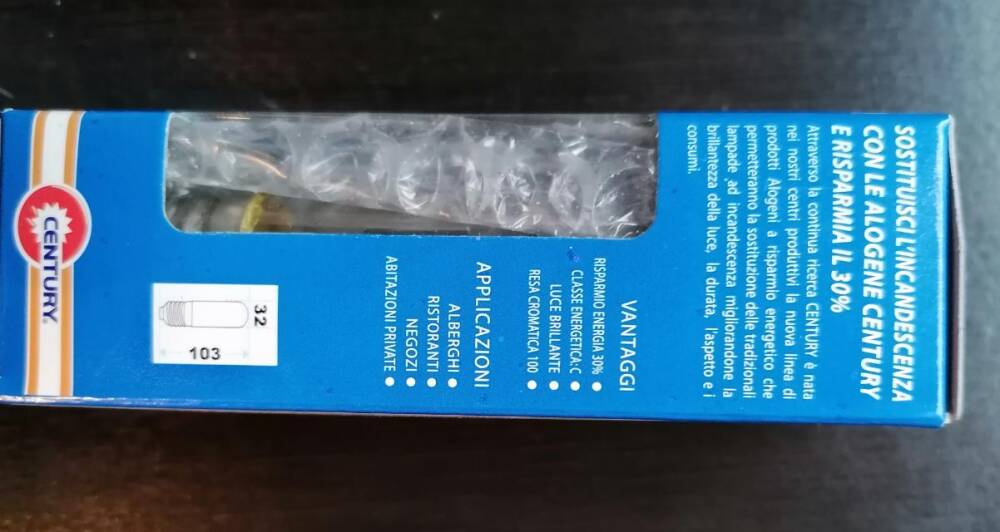 SOSTITUISCI L'INCANDESCENZA
CON LE ALOGENE CENTURY
E RISPARMIA IL 30%
Attraverso la continua ricerca CENTURY è nata
nei nostri centri produttivi la nuova linea di
prodotti Alogeni a risparmio energetico che
permetteranno la sostituzione delle tradizionali
lampade ad incandescenza migliorandone la
brillantezza della luce, la durata, l'aspetto e i
consumi.
VANTAGGI
RISPARMIO ENERGIA 30% ●
CLASSE ENERGETICA-C ●
LUCE BRILLANTE ●
RESA CROMATICA 100 ●
APPLICAZIONI
ALBERGHI ●
RISTORANTI ●
NEGOZI ●
ABITAZIONI PRIVATE ●
32
103
CENTURY®